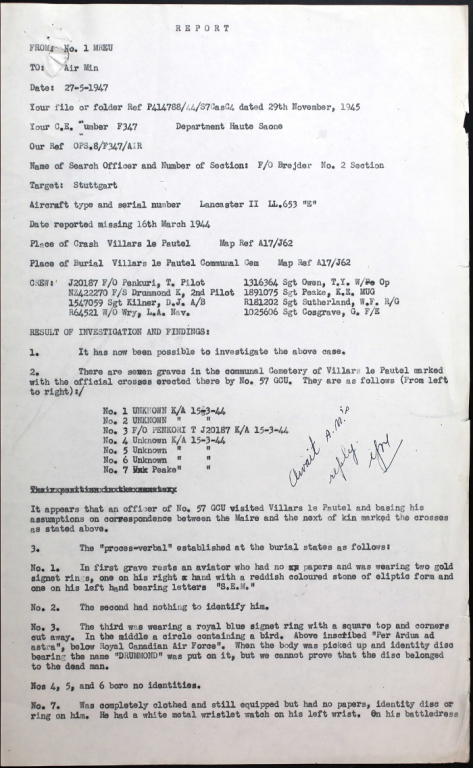 R E P O R T
FROM: No. 1 MREU
TO: Air Min
Date: 27-5-1947
Your file or folder Ref P414788/44/S7CasC4 dated 29th November, 1945
Your C.E. umber F347 Department Haute Saone
Our Ref OPS.8/F347/AIR
Name of Search Officer and Number of Section: F/O Brejder No. 2 Section
Target: Stuttgart
Aircraft type and serial number Lancaster II LL.653 "E"
Date reported missing 16th March 1944
Place of Crash Villars le Pautel Map Ref A17/J62
Place of Burial Villars le Pautel Communal Cem Map Ref A17/J62
CREW: J20187 F/O Penkuri, T. Pilot 1316364 Sgt Owen, T.Y. W/Op
NZ422270 F/S Drummond K, 2nd Pilot 1891075 Sgt Peake, K.E. MUG
1547059 Sgt Kilner, D.J. A/B R181202 Sgt Sutherland, W.F. R/G
R64521 W/O Wry, L.A. Nav. 1025606 Sgt Cosgrave, G. F/E
RESULT OF INVESTIGATION AND FINDINGS:
1. It has now been possible to investigate the above case.
2. There are seven graves in the communal Cemetery of Villars le Pautel marked
with the official crosses erected there by No. 57 GCU. They are as follows (From left
to right):/
No. 1 UNKNOWN K/A 15-3-44
No. 2 UNKNOWN " "
No. 3 F/O PENKORI T J20187 K/A 15-3-44
No. 4 Unknown K/A 15-3-44
No. 5 Unknown " "
No. 6 Unknown " "
No. 7 Peake" "
Await A.M's
reply
It appears that an officer of No. 57 GCU visited Villars le Pautel and basing his
assumptions on correspondence between the Maire and the next of kin marked the crosses
as stated above.
3. The "proces-verbal" established at the burial states as follows:
No. 1. In first grave rests an aviator who had no papers and was wearing two gold
signet rings, one on his right hand with a reddish coloured stone of eliptic form and
one on his left hand bearing letters "S.E.M."
No. 2. The second had nothing to identify him.
No. 3. The third was wearing a royal blue signet ring with a square top and corners
cut away. In the middle a circle containing a bird. Above inscribed "Per Ardua ad
astra", below Royal Canadian Air Force". When the body was picked up and identity disc
bearing the name "DRUMMOND" was put on it, but we cannot prove that the disc belonged
to the dead man.
Nos 4, 5, and 6 bore no identities.
No. 7. Was completely clothed and still equipped but had no papers, identity disc or
ring on him. He had a white metal wristlet watch on his left wrist. On his battledress